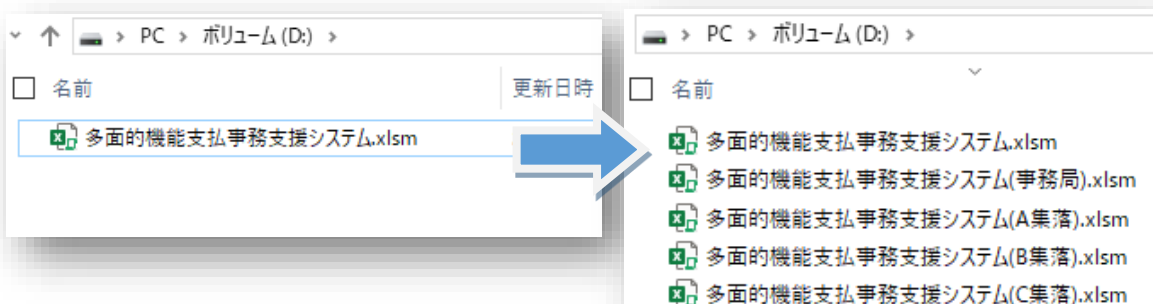 PC › ボリューム (D:) ›
名前 更新日時
多面的機能支払事務支援システム.xlsm
PC › ボリューム (D:) ›
名前
多面的機能支払事務支援システム.xlsm
多面的機能支払事務支援システム(事務局).xlsm
多面的機能支払事務支援システム(A集落).xlsm
多面的機能支払事務支援システム(B集落).xlsm
多面的機能支払事務支援システム(C集落).xlsm